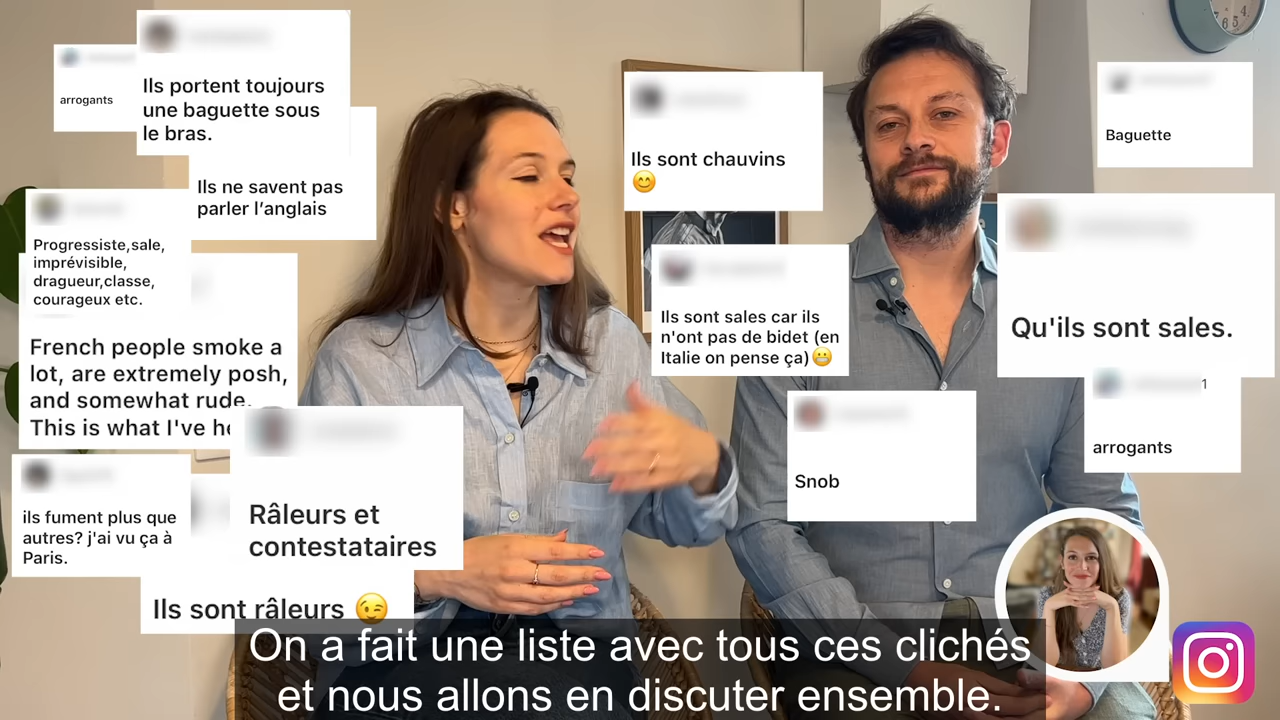 arrogants
Ils portent toujours
une baguette sous
le bras.
Ils ne savent pas
parler l’anglais
Progressiste,sale,
imprévisible,
dragueur,classe,
courageux etc.
French people smoke a
lot, are extremely posh,
and somewhat rude.
This is what I've he
ils fument plus que
autres? j'ai vu ça à
Paris.
Râleurs et
contestataires
Ils sont râleurs 😉
Ils sont chauvins
😊
Ils sont sales car ils
n'ont pas de bidet (en
Italie on pense ça)😬
Snob
Baguette
Qu'ils sont sales.
1
arrogants
On a fait une liste avec tous ces clichés
et nous allons en discuter ensemble.